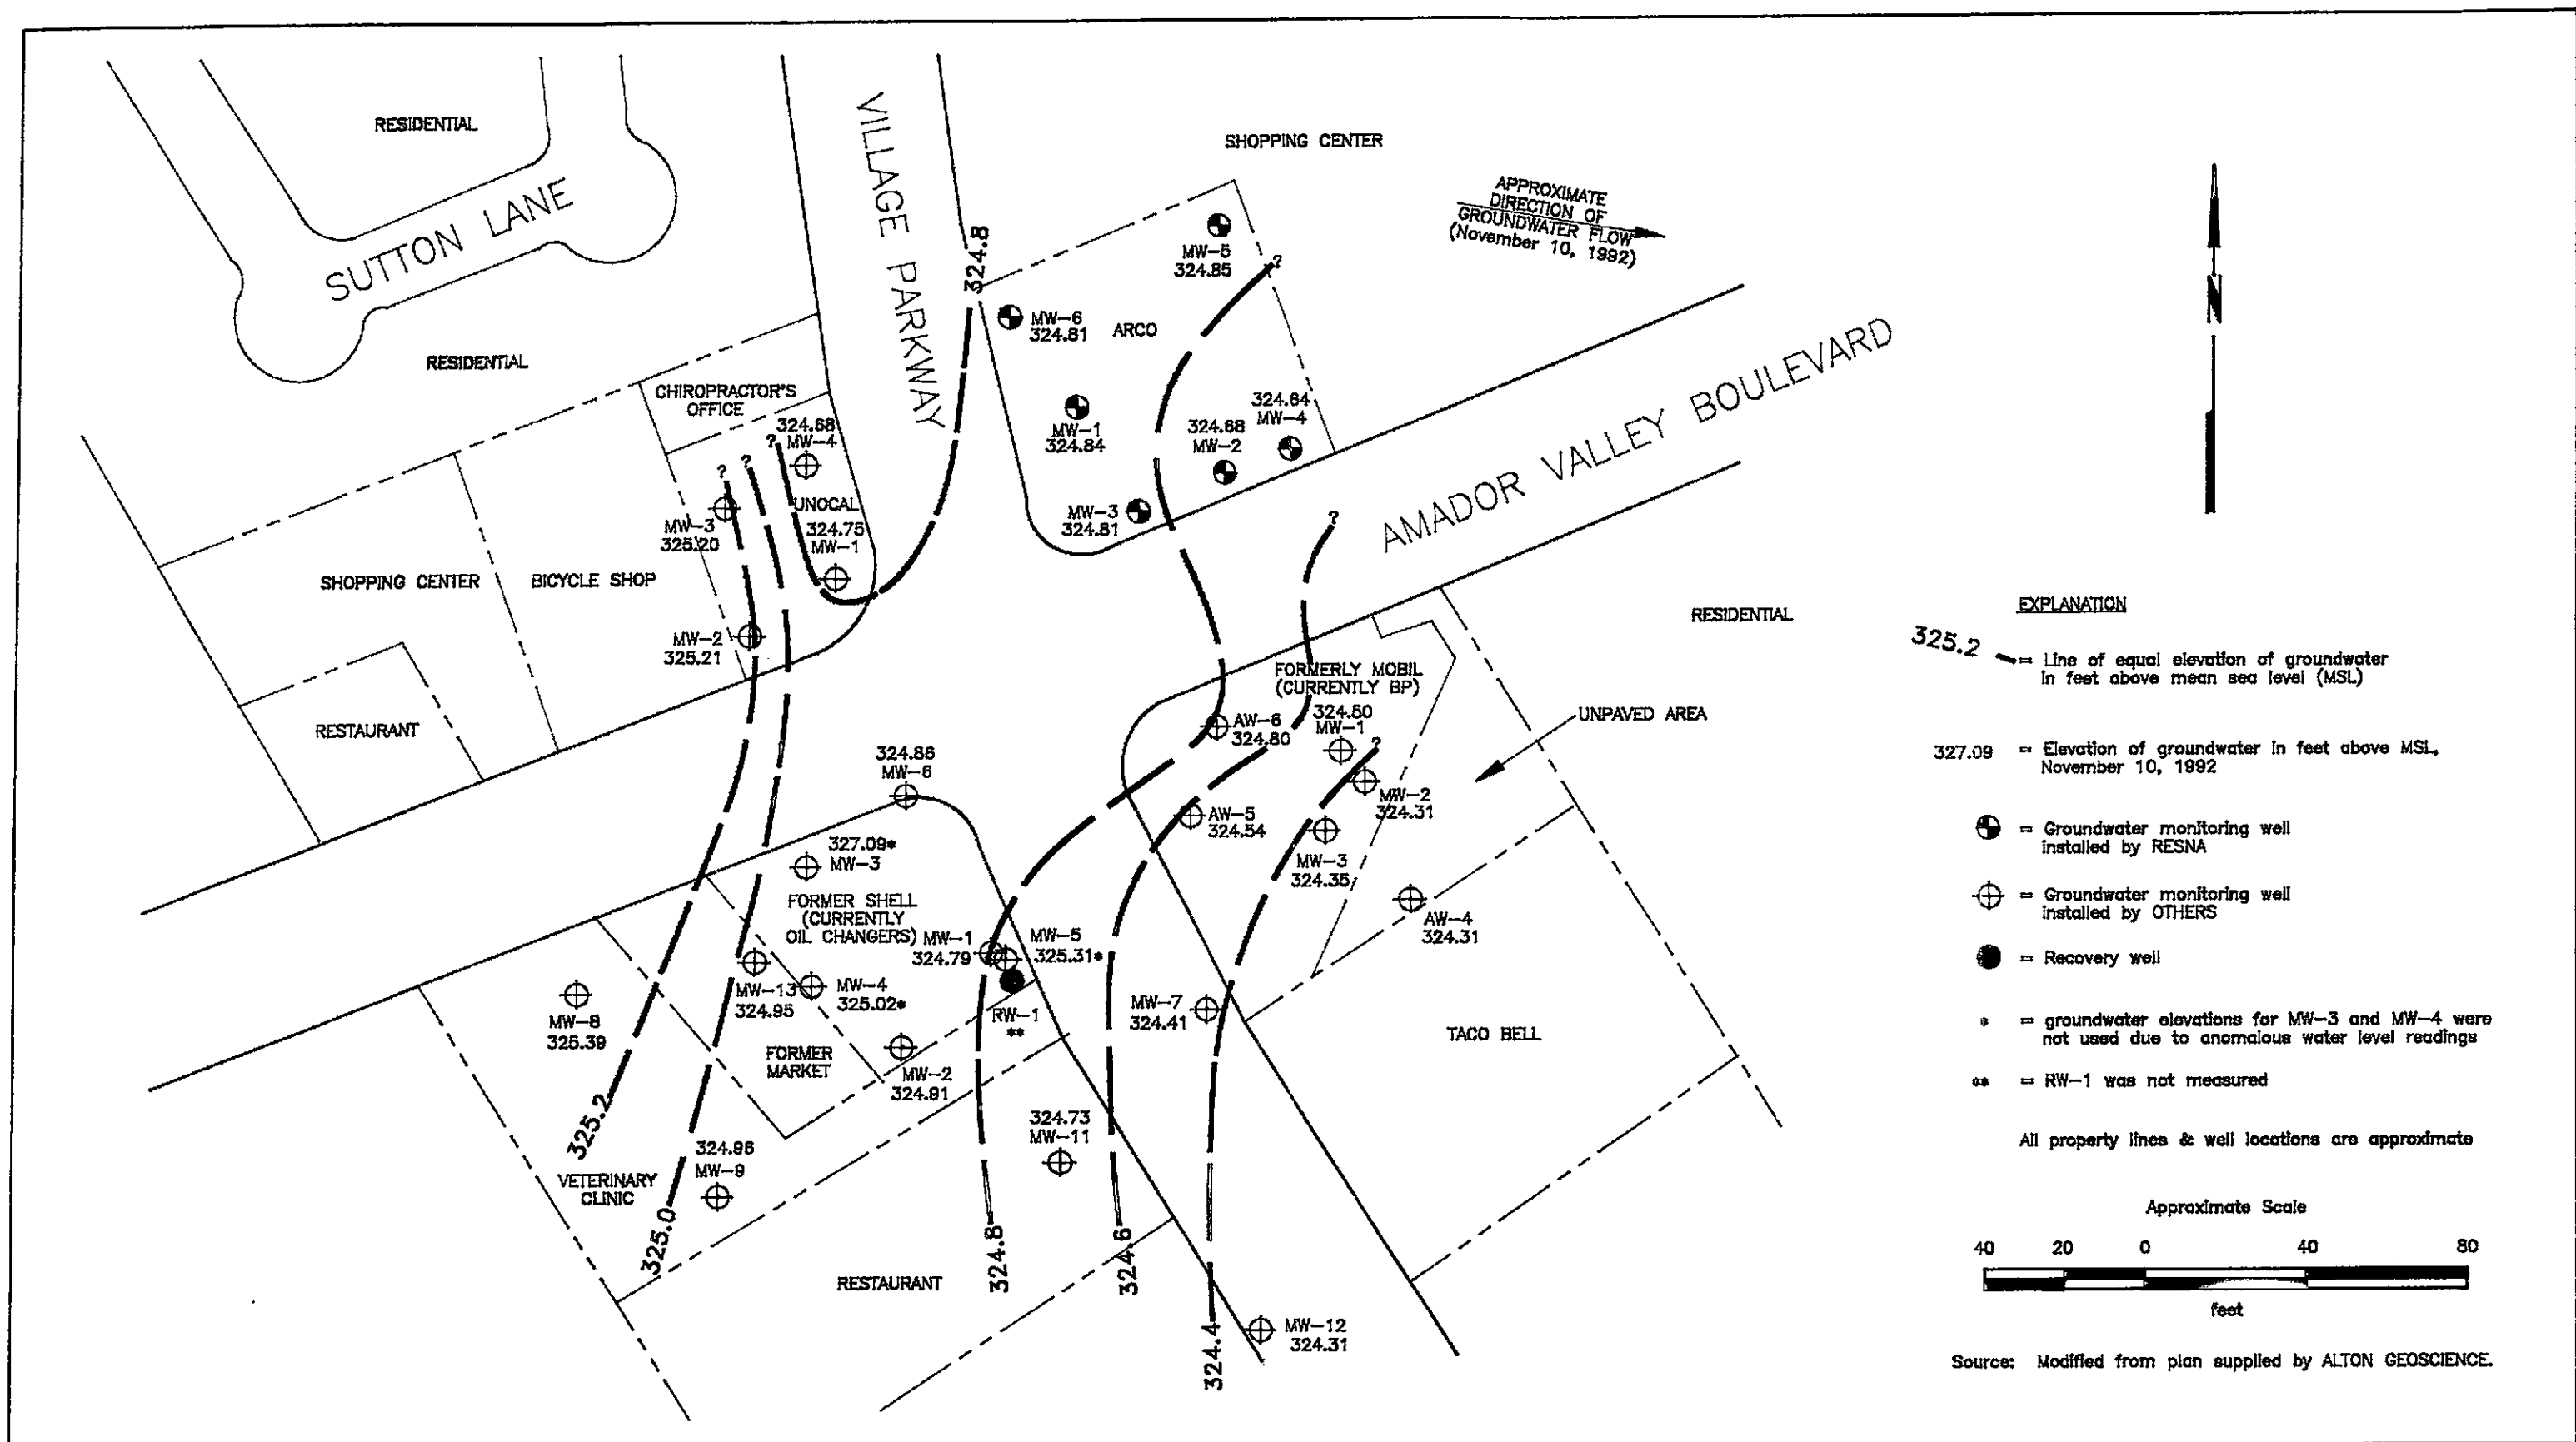 RESIDENTIAL
SUTTON LANE
RESIDENTIAL
VILLAGE PARKWAY
SHOPPING CENTER
APPROXIMATE
DIRECTION OF
GROUNDWATER FLOW
(November 10, 1992)
N
324.8
MW-5
324.85
?
MW-6
324.81
ARCO
MW-1
324.84
324.68
MW-2
324.64
MW-4
MW-3
324.81
AMADOR VALLEY BOULEVARD
CHIROPRACTOR'S
OFFICE
324.68
MW-4
?
?
?
UNOCAL
MW-3
325.20
324.75
MW-1
SHOPPING CENTER
BICYCLE SHOP
MW-2
325.21
RESTAURANT
?
RESIDENTIAL
FORMERLY MOBIL
(CURRENTLY BP)
324.50
MW-1
?
UNPAVED AREA
AW-6
324.80
MW-2
324.31
AW-5
324.54
MW-3
324.35
AW-4
324.31
324.86
MW-6
327.09*
MW-3
FORMER SHELL
(CURRENTLY
OIL CHANGERS)
MW-1
324.79
MW-5
325.31*
MW-13
324.95
MW-4
325.02*
RW-1
**
MW-7
324.41
TACO BELL
MW-8
325.39
FORMER
MARKET
MW-2
324.91
324.73
MW-11
325.2
324.96
MW-9
VETERINARY
CLINIC
325.0
324.8
324.6
324.4
RESTAURANT
MW-12
324.31
EXPLANATION
325.2 = Line of equal elevation of groundwater
in feet above mean sea level (MSL)
327.09 = Elevation of groundwater in feet above MSL,
November 10, 1992
= Groundwater monitoring well
installed by RESNA
= Groundwater monitoring well
installed by OTHERS
= Recovery well
* = groundwater elevations for MW-3 and MW-4 were
not used due to anomalous water level readings
** = RW-1 was not measured
All property lines & well locations are approximate
Approximate Scale
40 20 0 40 80
feet
Source: Modified from plan supplied by ALTON GEOSCIENCE.